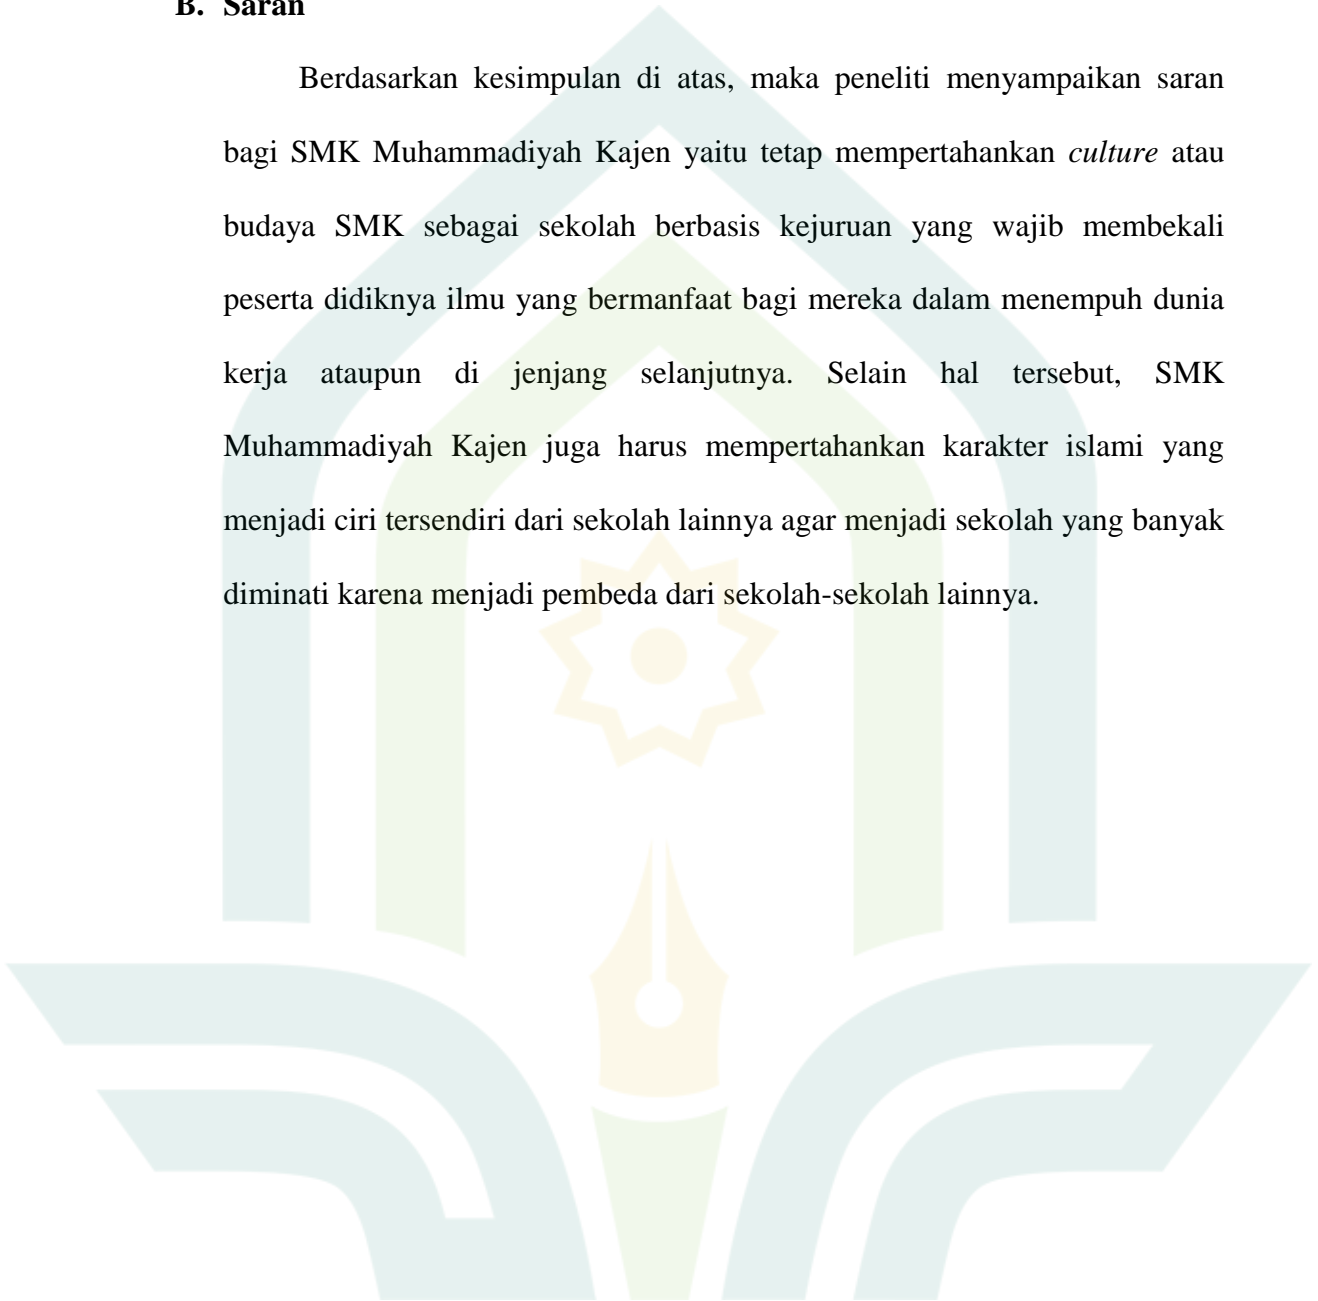 B. Saran
Berdasarkan kesimpulan di atas, maka peneliti menyampaikan saran
bagi SMK Muhammadiyah Kajen yaitu tetap mempertahankan culture atau
budaya SMK sebagai sekolah berbasis kejuruan yang wajib membekali
peserta didiknya ilmu yang bermanfaat bagi mereka dalam menempuh dunia
kerja ataupun di jenjang selanjutnya. Selain hal tersebut, SMK
Muhammadiyah Kajen juga harus mempertahankan karakter islami yang
menjadi ciri tersendiri dari sekolah lainnya agar menjadi sekolah yang banyak
diminati karena menjadi pembeda dari sekolah-sekolah lainnya.